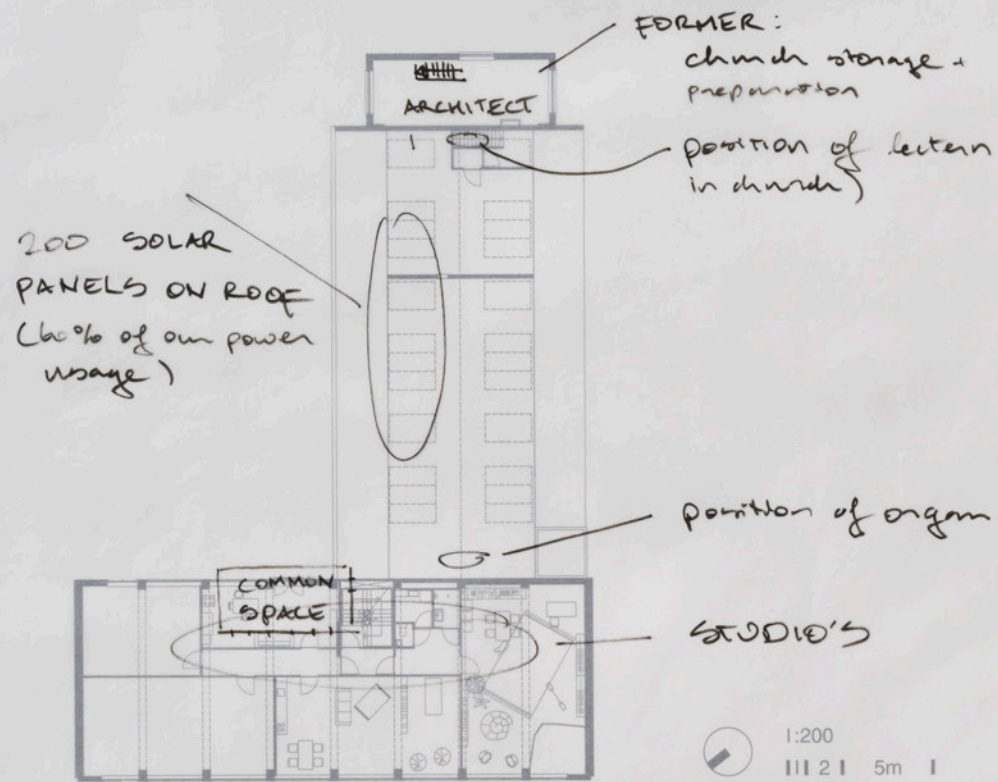 FORMER:
church storage +
preparation
ARCHITECT
position of lectern
in church)
200 SOLAR
PANELS ON ROOF
(60% of our power
usage)
position of organ
COMMON
SPACE
STUDIO'S
1:200
2 5m